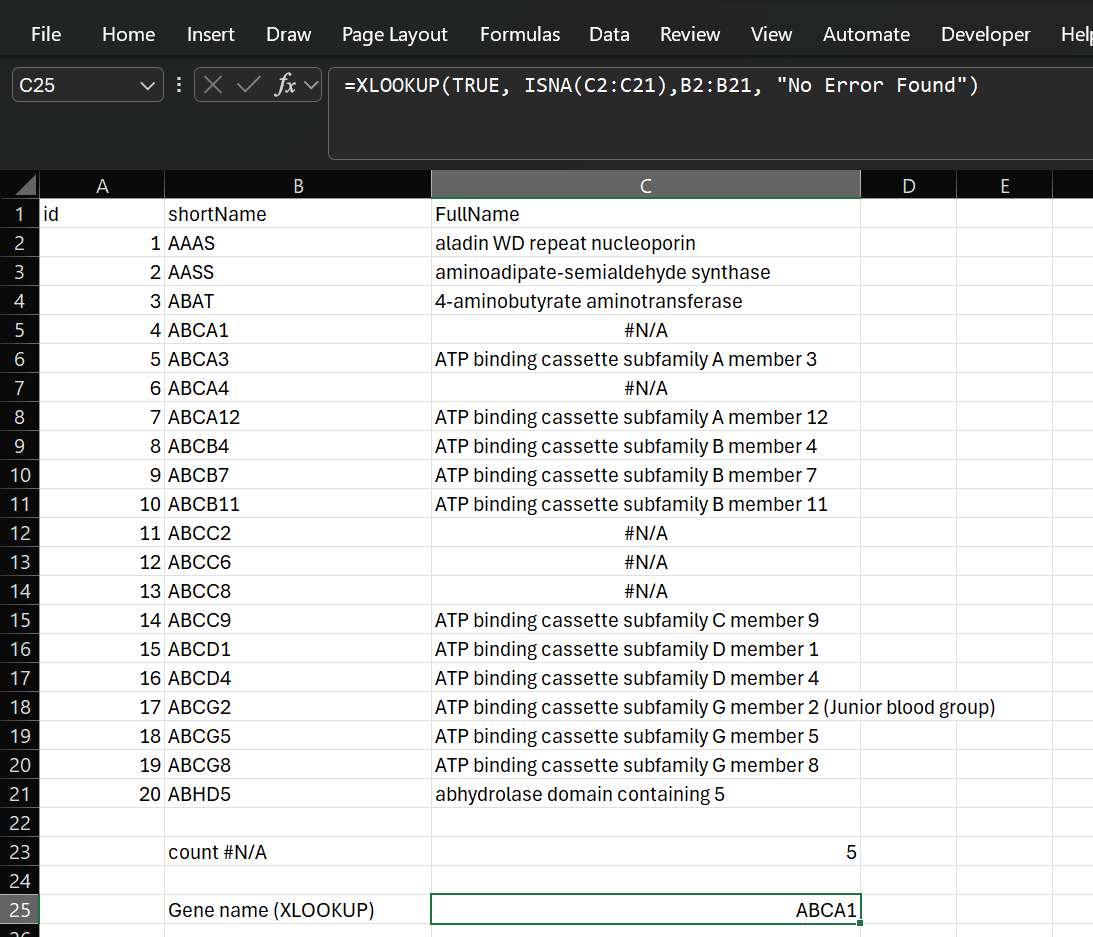 File Home Insert Draw Page Layout Formulas Data Review View Automate Developer Help
C25 fx =XLOOKUP(TRUE, ISNA(C2:C21),B2:B21, "No Error Found")
A B C D E
1 id shortName FullName
2 1 AAAS aladin WD repeat nucleoporin
3 2 AASS aminoadipate-semialdehyde synthase
4 3 ABAT 4-aminobutyrate aminotransferase
5 4 ABCA1 #N/A
6 5 ABCA3 ATP binding cassette subfamily A member 3
7 6 ABCA4 #N/A
8 7 ABCA12 ATP binding cassette subfamily A member 12
9 8 ABCB4 ATP binding cassette subfamily B member 4
10 9 ABCB7 ATP binding cassette subfamily B member 7
11 10 ABCB11 ATP binding cassette subfamily B member 11
12 11 ABCC2 #N/A
13 12 ABCC6 #N/A
14 13 ABCC8 #N/A
15 14 ABCC9 ATP binding cassette subfamily C member 9
16 15 ABCD1 ATP binding cassette subfamily D member 1
17 16 ABCD4 ATP binding cassette subfamily D member 4
18 17 ABCG2 ATP binding cassette subfamily G member 2 (Junior blood group)
19 18 ABCG5 ATP binding cassette subfamily G member 5
20 19 ABCG8 ATP binding cassette subfamily G member 8
21 20 ABHD5 abhydrolase domain containing 5
22
23 count #N/A 5
24
25 Gene name (XLOOKUP) ABCA1
26